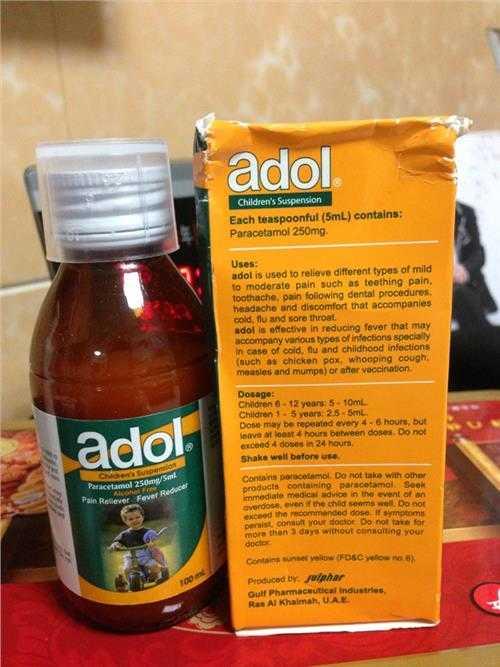 adol®
Children's Suspension
Paracetamol 250mg/5mL
Alcohol Free
Pain Reliever Fever Reducer
100 mL
adol®
Children's Suspension
Each teaspoonful (5mL) contains:
Paracetamol 250mg.
Uses:
adol is used to relieve different types of mild
to moderate pain such as teething pain,
toothache, pain following dental procedures,
headache and discomfort that accompanies
cold, flu and sore throat.
adol is effective in reducing fever that may
accompany various types of infections specially
in case of cold, flu and childhood infections
(such as chicken pox, whooping cough,
measles and mumps) or after vaccination.
Dosage:
Children 6 - 12 years: 5 - 10mL.
Children 1 - 5 years: 2.5 - 5mL.
Dose may be repeated every 4 - 6 hours, but
leave at least 4 hours between doses. Do not
exceed 4 doses in 24 hours.
Shake well before use.
Contains paracetamol. Do not take with other
products containing paracetamol. Seek
immediate medical advice in the event of an
overdose, even if the child seems well. Do not
exceed the recommended dose. If symptoms
persist, consult your doctor. Do not take for
more than 3 days without consulting your
doctor.
Contains sunset yellow (FD&C yellow no. 6).
Produced by: julphar
Gulf Pharmaceutical Industries,
Ras Al Khaimah, U.A.E.